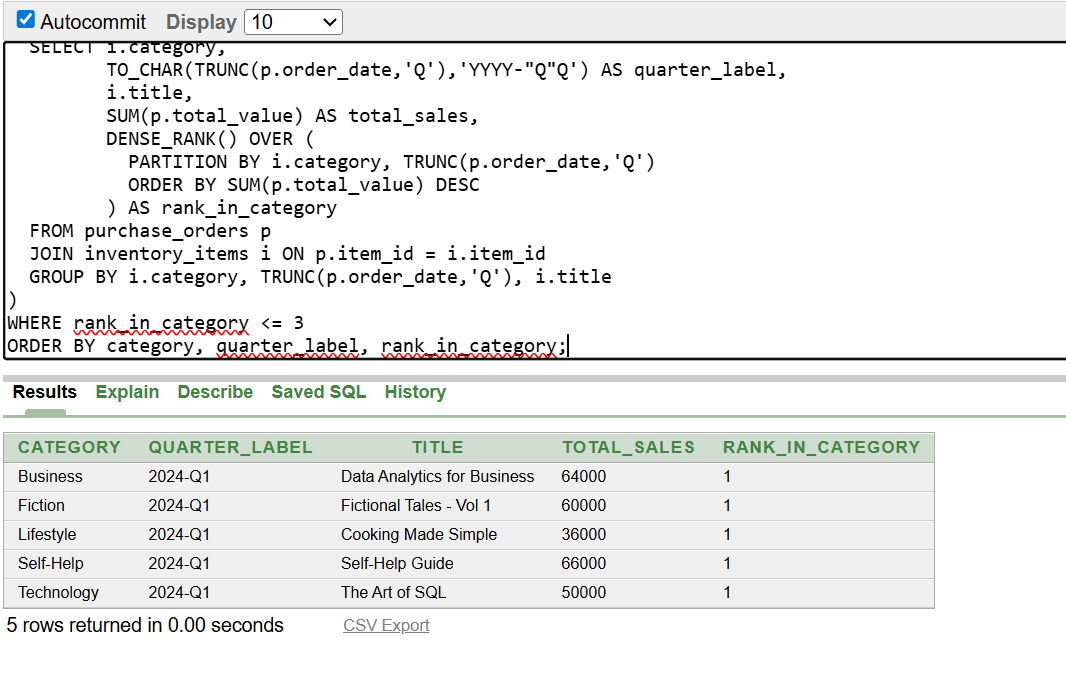 Autocommit Display 10
SELECT i.category,
TO_CHAR(TRUNC(p.order_date,'Q'),'YYYY-"Q"Q') AS quarter_label,
i.title,
SUM(p.total_value) AS total_sales,
DENSE_RANK() OVER (
PARTITION BY i.category, TRUNC(p.order_date,'Q')
ORDER BY SUM(p.total_value) DESC
) AS rank_in_category
FROM purchase_orders p
JOIN inventory_items i ON p.item_id = i.item_id
GROUP BY i.category, TRUNC(p.order_date,'Q'), i.title
)
WHERE rank_in_category <= 3
ORDER BY category, quarter_label, rank_in_category;
Results Explain Describe Saved SQL History
CATEGORY QUARTER_LABEL TITLE TOTAL_SALES RANK_IN_CATEGORY
Business 2024-Q1 Data Analytics for Business 64000 1
Fiction 2024-Q1 Fictional Tales - Vol 1 60000 1
Lifestyle 2024-Q1 Cooking Made Simple 36000 1
Self-Help 2024-Q1 Self-Help Guide 66000 1
Technology 2024-Q1 The Art of SQL 50000 1
5 rows returned in 0.00 seconds CSV Export